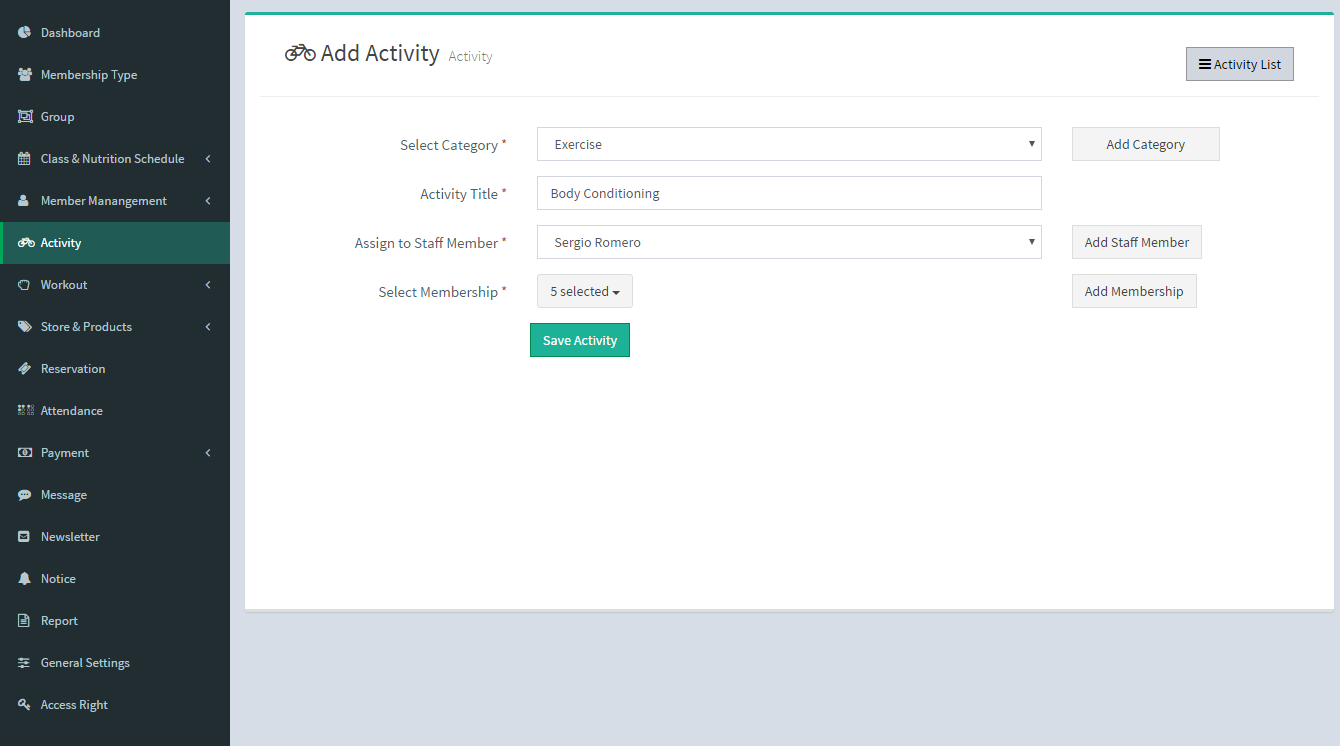 Dashboard
Membership Type
Group
Class & Nutrition Schedule
Member Manangement
Activity
Workout
Store & Products
Reservation
Attendance
Payment
Message
Newsletter
Notice
Report
General Settings
Access Right
Add Activity Activity
Activity List
Select Category * Exercise Add Category
Activity Title * Body Conditioning
Assign to Staff Member * Sergio Romero Add Staff Member
Select Membership * 5 selected Add Membership
Save Activity